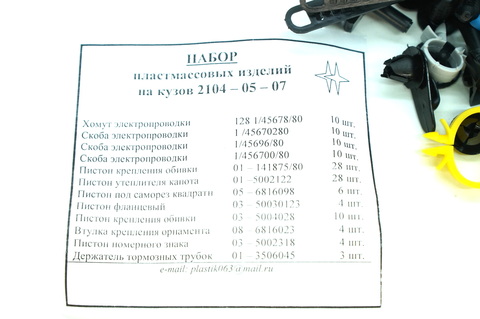 НАБОР
пластмассовых изделий
на кузов 2104 – 05 – 07
Хомут электропроводки 128 1/45678/80 10 шт.
Скоба электропроводки 1 /45670280 10 шт.
Скоба электропроводки 1/45696/80 10 шт.
Скоба электропроводки 1/456700/80 10 шт.
Пистон крепления обивки 01 – 141875/80 28 шт.
Пистон утеплителя капота 01 –5002122 28 шт.
Пистон под саморез квадратн 05 – 6816098 6 шт.
Пистон фланцевый 03 – 50030123 4 шт.
Пистон крепления обивки 03 – 5004028 10 шт.
Втулка крепления орнамента 08 – 6816023 4 шт.
Пистон номерного знака 03 – 5002318 4 шт.
Держатель тормозных трубок 01 – 3506045 3 шт.
e-mail: plastik063@mail.ru